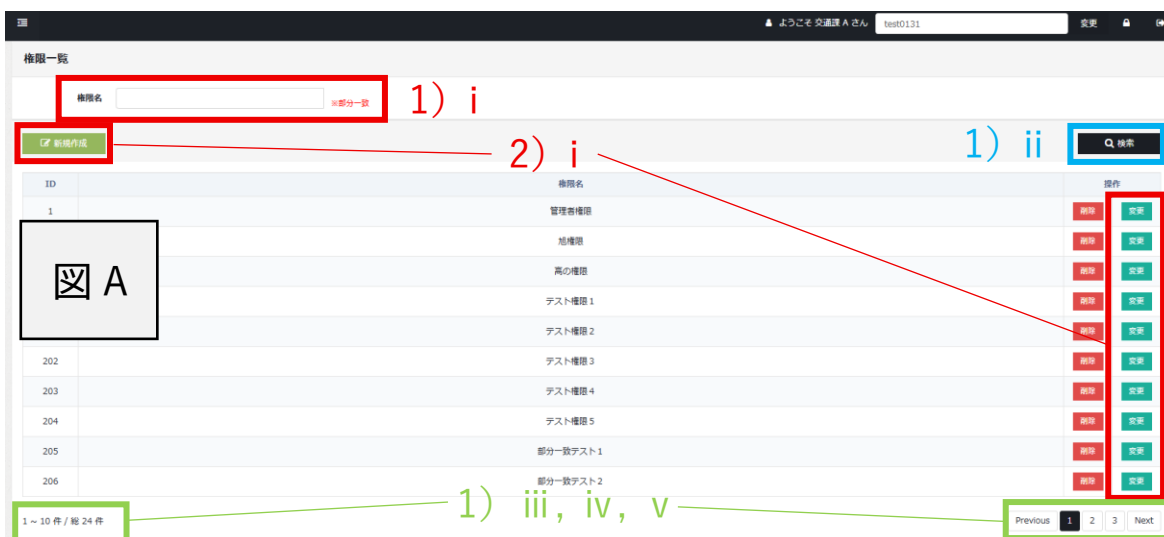 ようこそ 交通課 A さん test0131 変更
権限一覧
権限名 ※部分一致 1) i
新規作成 2) i 1) ii 検索
ID 権限名 操作
1 管理者権限 削除 変更
旭権限 削除 変更
図 A
高の権限 削除 変更
テスト権限 1 削除 変更
テスト権限 2 削除 変更
202 テスト権限 3 削除 変更
203 テスト権限 4 削除 変更
204 テスト権限 5 削除 変更
205 部分一致テスト 1 削除 変更
206 部分一致テスト 2 削除 変更
1) iii, iv, v
1 ~ 10 件 / 総 24 件 Previous 1 2 3 Next